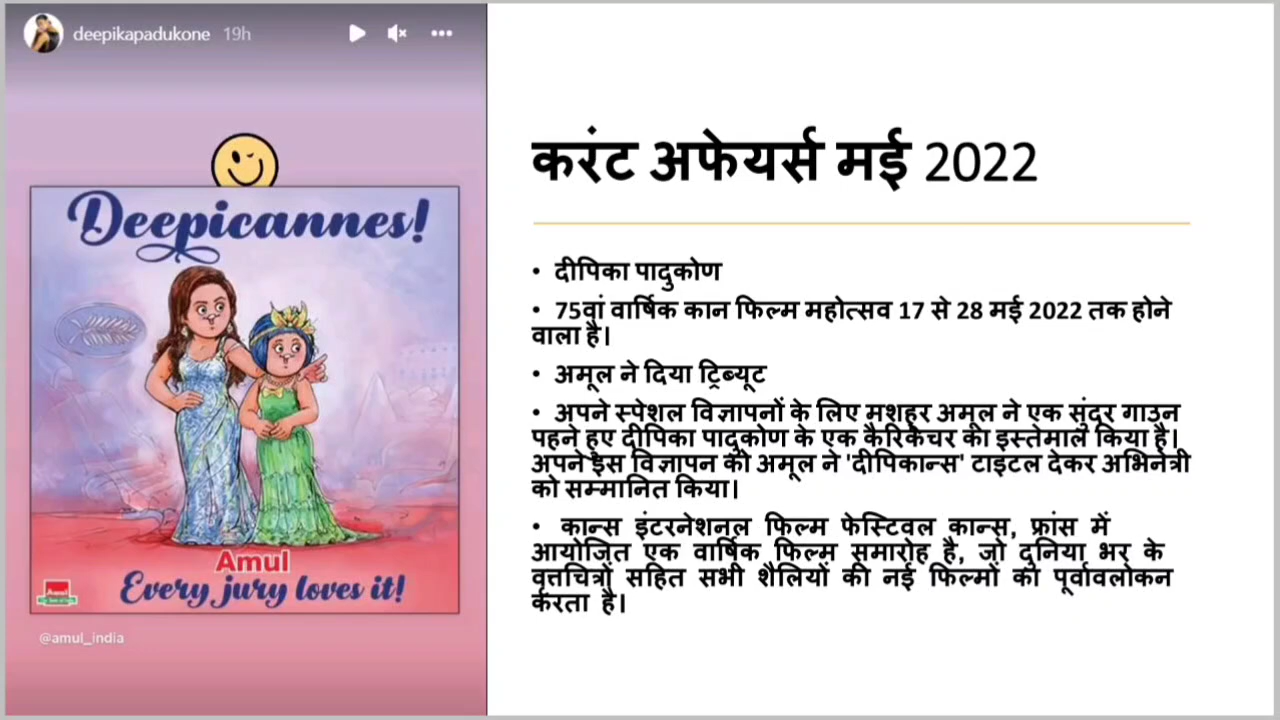 deepikapadukone 19h
Deepicannes!
Amul
Every jury loves it!
Amul
@amul_india
करंट अफेयर्स मई 2022
• दीपिका पादुकोण
• 75वां वार्षिक कान फिल्म महोत्सव 17 से 28 मई 2022 तक होने
वाला है।
• अमूल ने दिया ट्रिब्यूट
• अपने स्पेशल विज्ञापनों के लिए मशहूर अमूल ने एक सुंदर गाउन
पहने हुए दीपिका पादुकोण के एक कैरिकेचर का इस्तेमाल किया है।
अपने इस विज्ञापन को अमूल ने 'दीपिकान्स' टाइटल देकर अभिनेत्री
को सम्मानित किया।
• कान्स इंटरनेशनल फिल्म फेस्टिवल कान्स, फ्रांस में
आयोजित एक वार्षिक फिल्म समारोह है, जो दुनिया भर के
वृत्तचित्रों सहित सभी शैलियों की नई फिल्मों का पूर्वावलोकन
करता है।